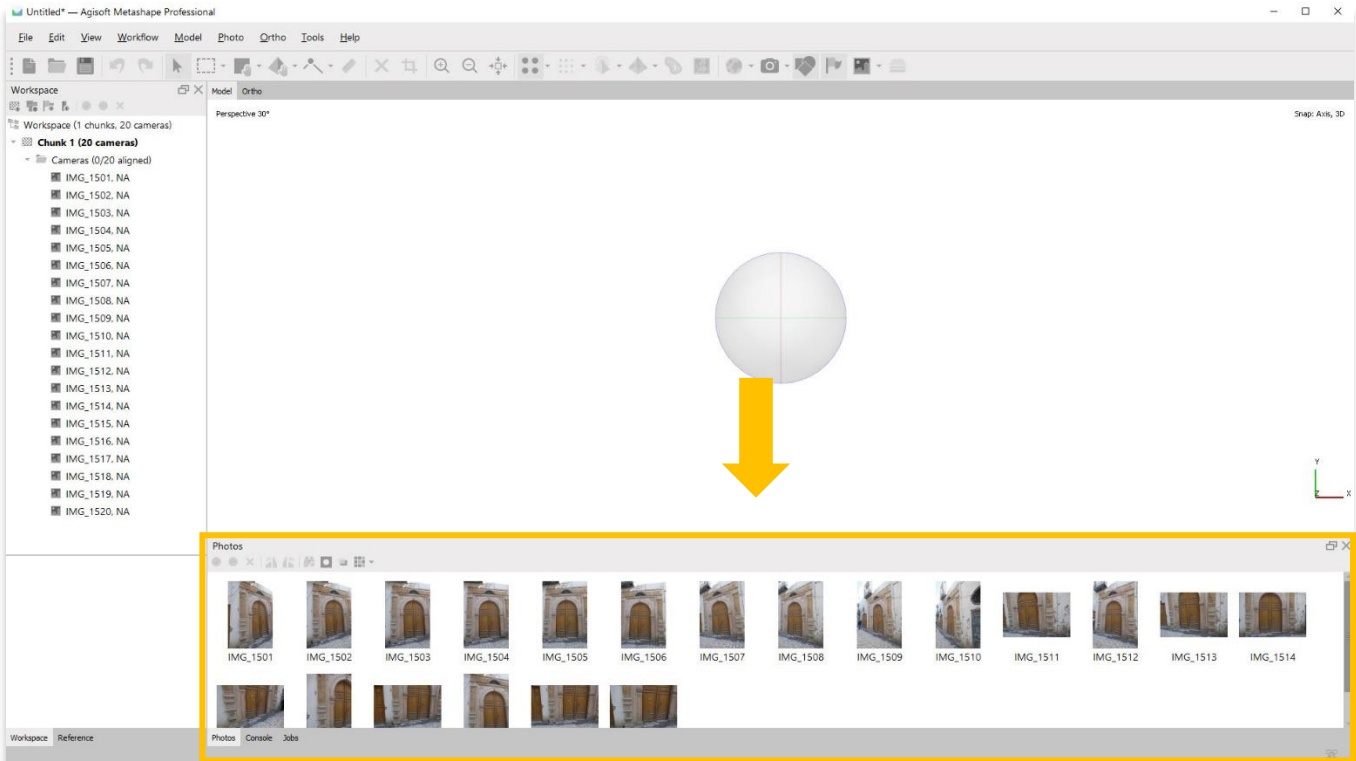 Untitled* — Agisoft Metashape Professional
File Edit View Workflow Model Photo Ortho Tools Help
Workspace
Model Ortho
Perspective 30°
Snap: Axis, 3D
Workspace (1 chunks, 20 cameras)
Chunk 1 (20 cameras)
Cameras (0/20 aligned)
IMG_1501, NA
IMG_1502, NA
IMG_1503, NA
IMG_1504, NA
IMG_1505, NA
IMG_1506, NA
IMG_1507, NA
IMG_1508, NA
IMG_1509, NA
IMG_1510, NA
IMG_1511, NA
IMG_1512, NA
IMG_1513, NA
IMG_1514, NA
IMG_1515, NA
IMG_1516, NA
IMG_1517, NA
IMG_1518, NA
IMG_1519, NA
IMG_1520, NA
Y
Z X
Photos
IMG_1501 IMG_1502 IMG_1503 IMG_1504 IMG_1505 IMG_1506 IMG_1507 IMG_1508 IMG_1509 IMG_1510 IMG_1511 IMG_1512 IMG_1513 IMG_1514
Workspace Reference
Photos Console Jobs